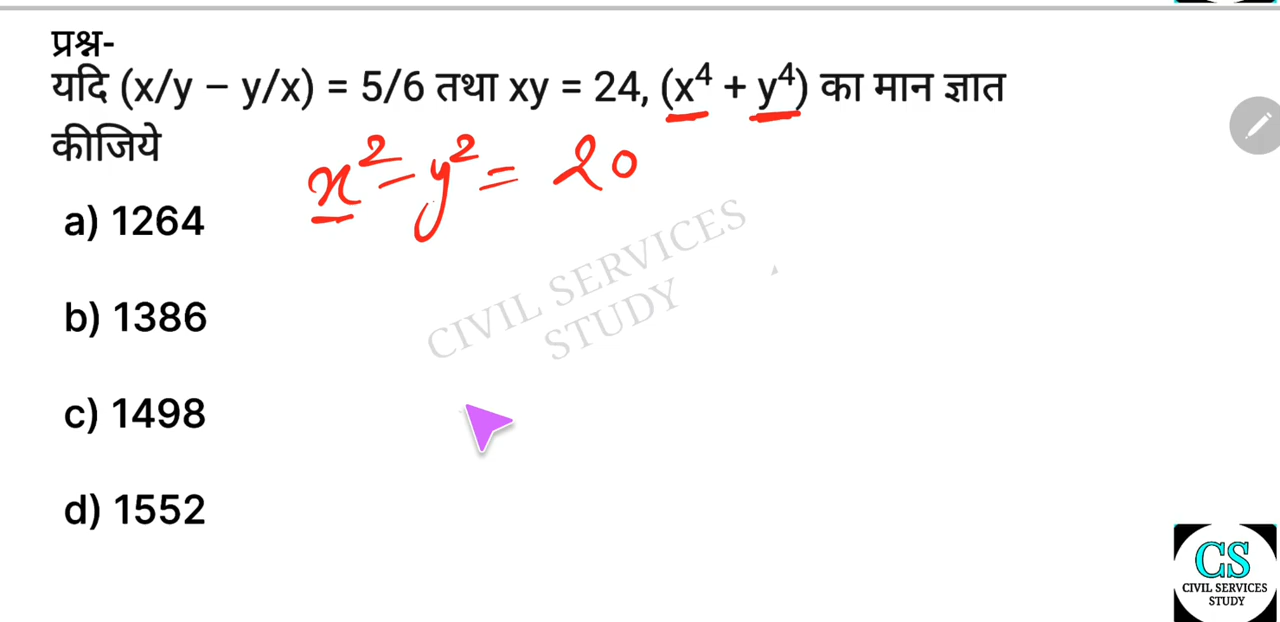 प्रश्न-
यदि (x/y – y/x) = 5/6 तथा xy = 24, (x⁴ + y⁴) का मान ज्ञात
कीजिये
x² – y² = 20
a) 1264
b) 1386
c) 1498
d) 1552
CIVIL SERVICES
STUDY
CS
CIVIL SERVICES
STUDY